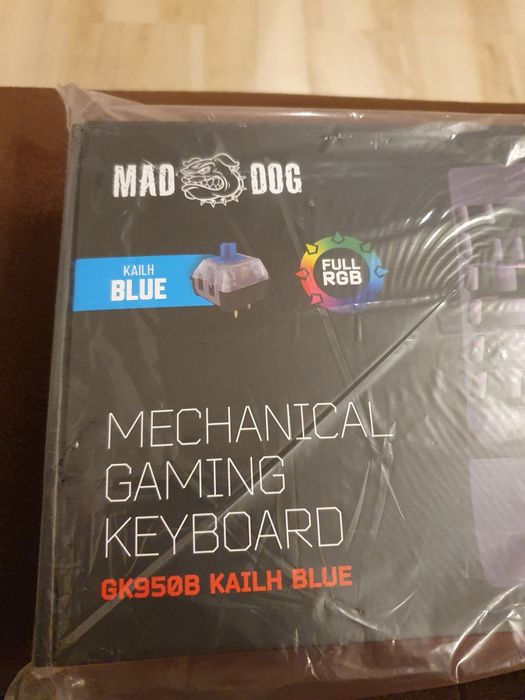 MAD DOG
KAILH
BLUE
FULL
RGB
MECHANICAL
GAMING
KEYBOARD
GK950B KAILH BLUE